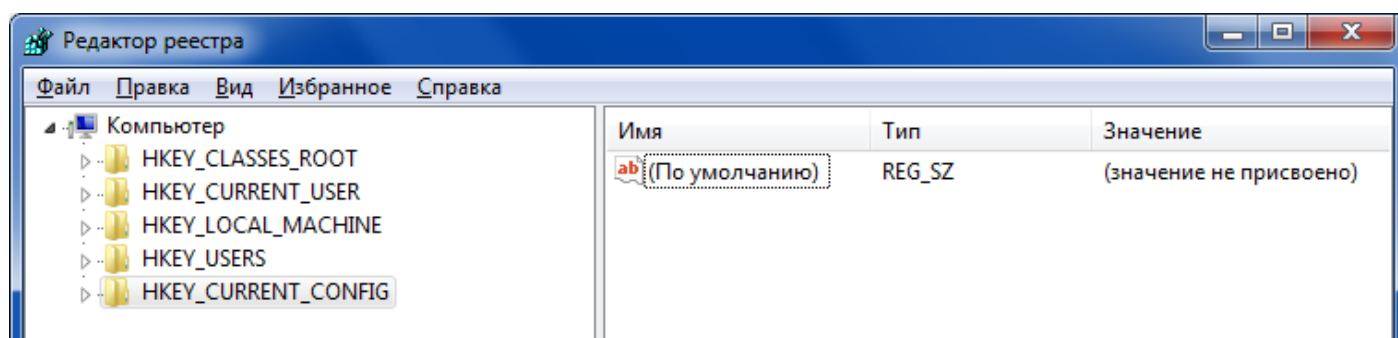 Редактор реестра
Файл Правка Вид Избранное Справка
Компьютер
HKEY_CLASSES_ROOT
HKEY_CURRENT_USER
HKEY_LOCAL_MACHINE
HKEY_USERS
HKEY_CURRENT_CONFIG
Имя Тип Значение
ab (По умолчанию) REG_SZ (значение не присвоено)